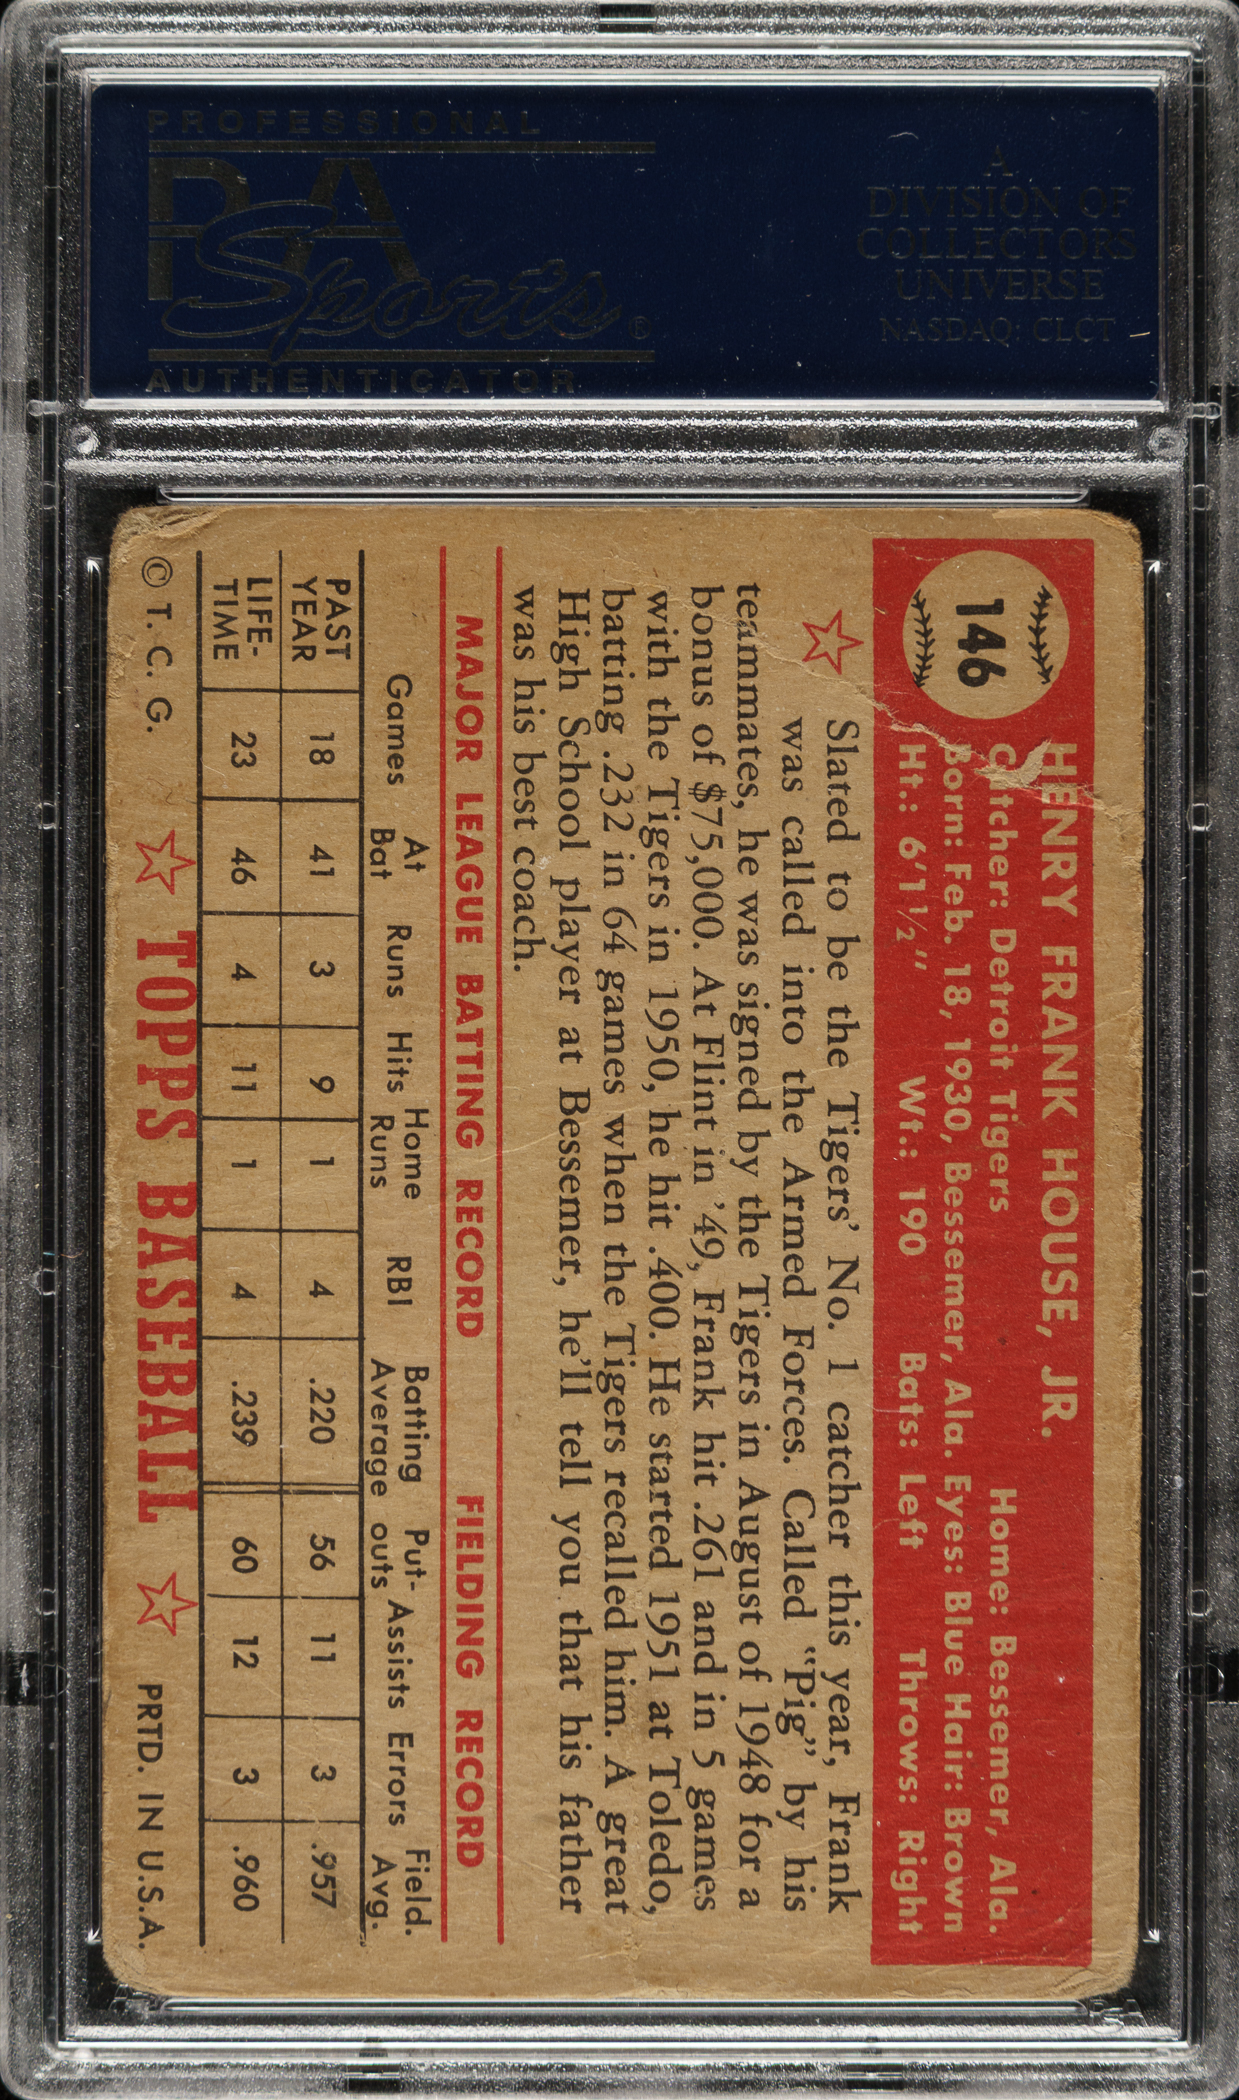 PROFESSIONAL
PSA
Sports®
AUTHENTICATOR
A
DIVISION OF
COLLECTORS
UNIVERSE
NASDAQ: CLCT
146
HENRY FRANK HOUSE, JR.
Catcher: Detroit Tigers Home: Bessemer, Ala.
Born: Feb. 18, 1930, Bessemer, Ala. Eyes: Blue Hair: Brown
Ht.: 6'1½" Wt.: 190 Bats: Left Throws: Right
Slated to be the Tigers' No. 1 catcher this year, Frank
was called into the Armed Forces. Called "Pig" by his
teammates, he was signed by the Tigers in August of 1948 for a
bonus of $75,000. At Flint in '49, Frank hit .261 and in 5 games
with the Tigers in 1950, he hit .400. He started 1951 at Toledo,
batting .232 in 64 games when the Tigers recalled him. A great
High School player at Bessemer, he'll tell you that his father
was his best coach.
MAJOR LEAGUE BATTING RECORD FIELDING RECORD
Games At Bat Runs Hits Home Runs RBI Batting Average Put-outs Assists Errors Field. Avg.
PAST YEAR 18 41 3 9 1 4 .220 56 11 3 .957
LIFE-TIME 23 46 4 11 1 4 .239 60 12 3 .960
© T. C. G. TOPPS BASEBALL PRTD. IN U.S.A.